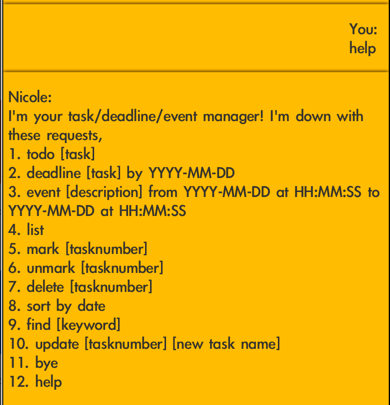 You:
help
Nicole:
I'm your task/deadline/event manager! I'm down with
these requests,
1. todo [task]
2. deadline [task] by YYYY-MM-DD
3. event [description] from YYYY-MM-DD at HH:MM:SS to
YYYY-MM-DD at HH:MM:SS
4. list
5. mark [tasknumber]
6. unmark [tasknumber]
7. delete [tasknumber]
8. sort by date
9. find [keyword]
10. update [tasknumber] [new task name]
11. bye
12. help